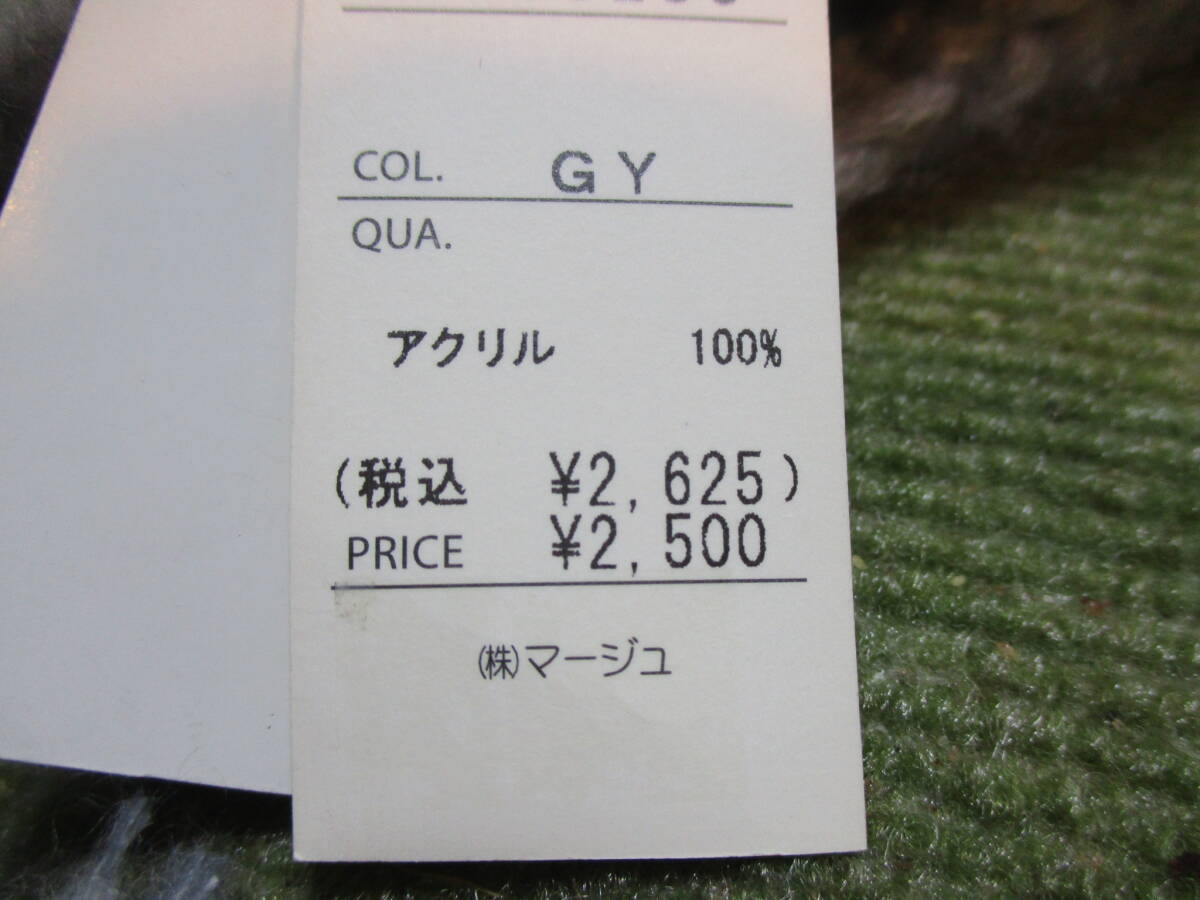 COL. GY
QUA.
アクリル 100%
(税込 ¥2,625)
PRICE ¥2,500
㈱マージュ